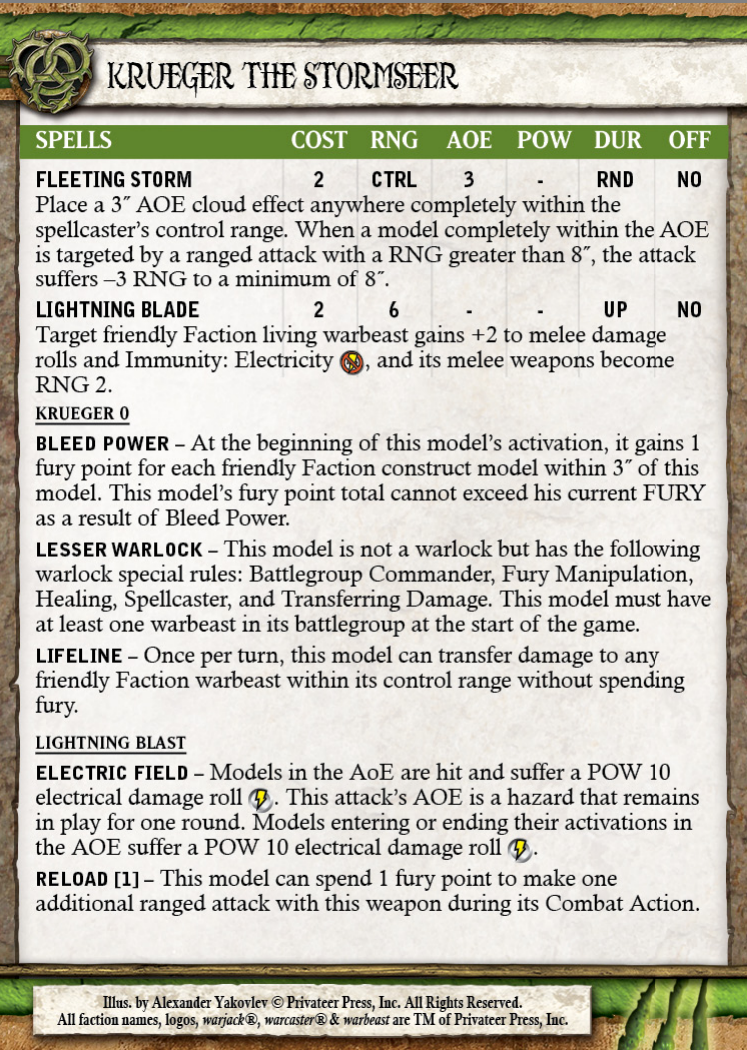 KRUEGER THE STORMSEER
SPELLS COST RNG AOE POW DUR OFF
FLEETING STORM 2 CTRL 3 - RND NO
Place a 3˝ AOE cloud effect anywhere completely within the
spellcaster's control range. When a model completely within the AOE
is targeted by a ranged attack with a RNG greater than 8˝, the attack
suffers –3 RNG to a minimum of 8˝.
LIGHTNING BLADE 2 6 - - UP NO
Target friendly Faction living warbeast gains +2 to melee damage
rolls and Immunity: Electricity , and its melee weapons become
RNG 2.
KRUEGER 0
BLEED POWER – At the beginning of this model's activation, it gains 1
fury point for each friendly Faction construct model within 3˝ of this
model. This model's fury point total cannot exceed his current FURY
as a result of Bleed Power.
LESSER WARLOCK – This model is not a warlock but has the following
warlock special rules: Battlegroup Commander, Fury Manipulation,
Healing, Spellcaster, and Transferring Damage. This model must have
at least one warbeast in its battlegroup at the start of the game.
LIFELINE – Once per turn, this model can transfer damage to any
friendly Faction warbeast within its control range without spending
fury.
LIGHTNING BLAST
ELECTRIC FIELD – Models in the AoE are hit and suffer a POW 10
electrical damage roll . This attack's AOE is a hazard that remains
in play for one round. Models entering or ending their activations in
the AOE suffer a POW 10 electrical damage roll .
RELOAD [1] – This model can spend 1 fury point to make one
additional ranged attack with this weapon during its Combat Action.
Illus. by Alexander Yakovlev © Privateer Press, Inc. All Rights Reserved.
All faction names, logos, warjack®, warcaster® & warbeast are TM of Privateer Press, Inc.